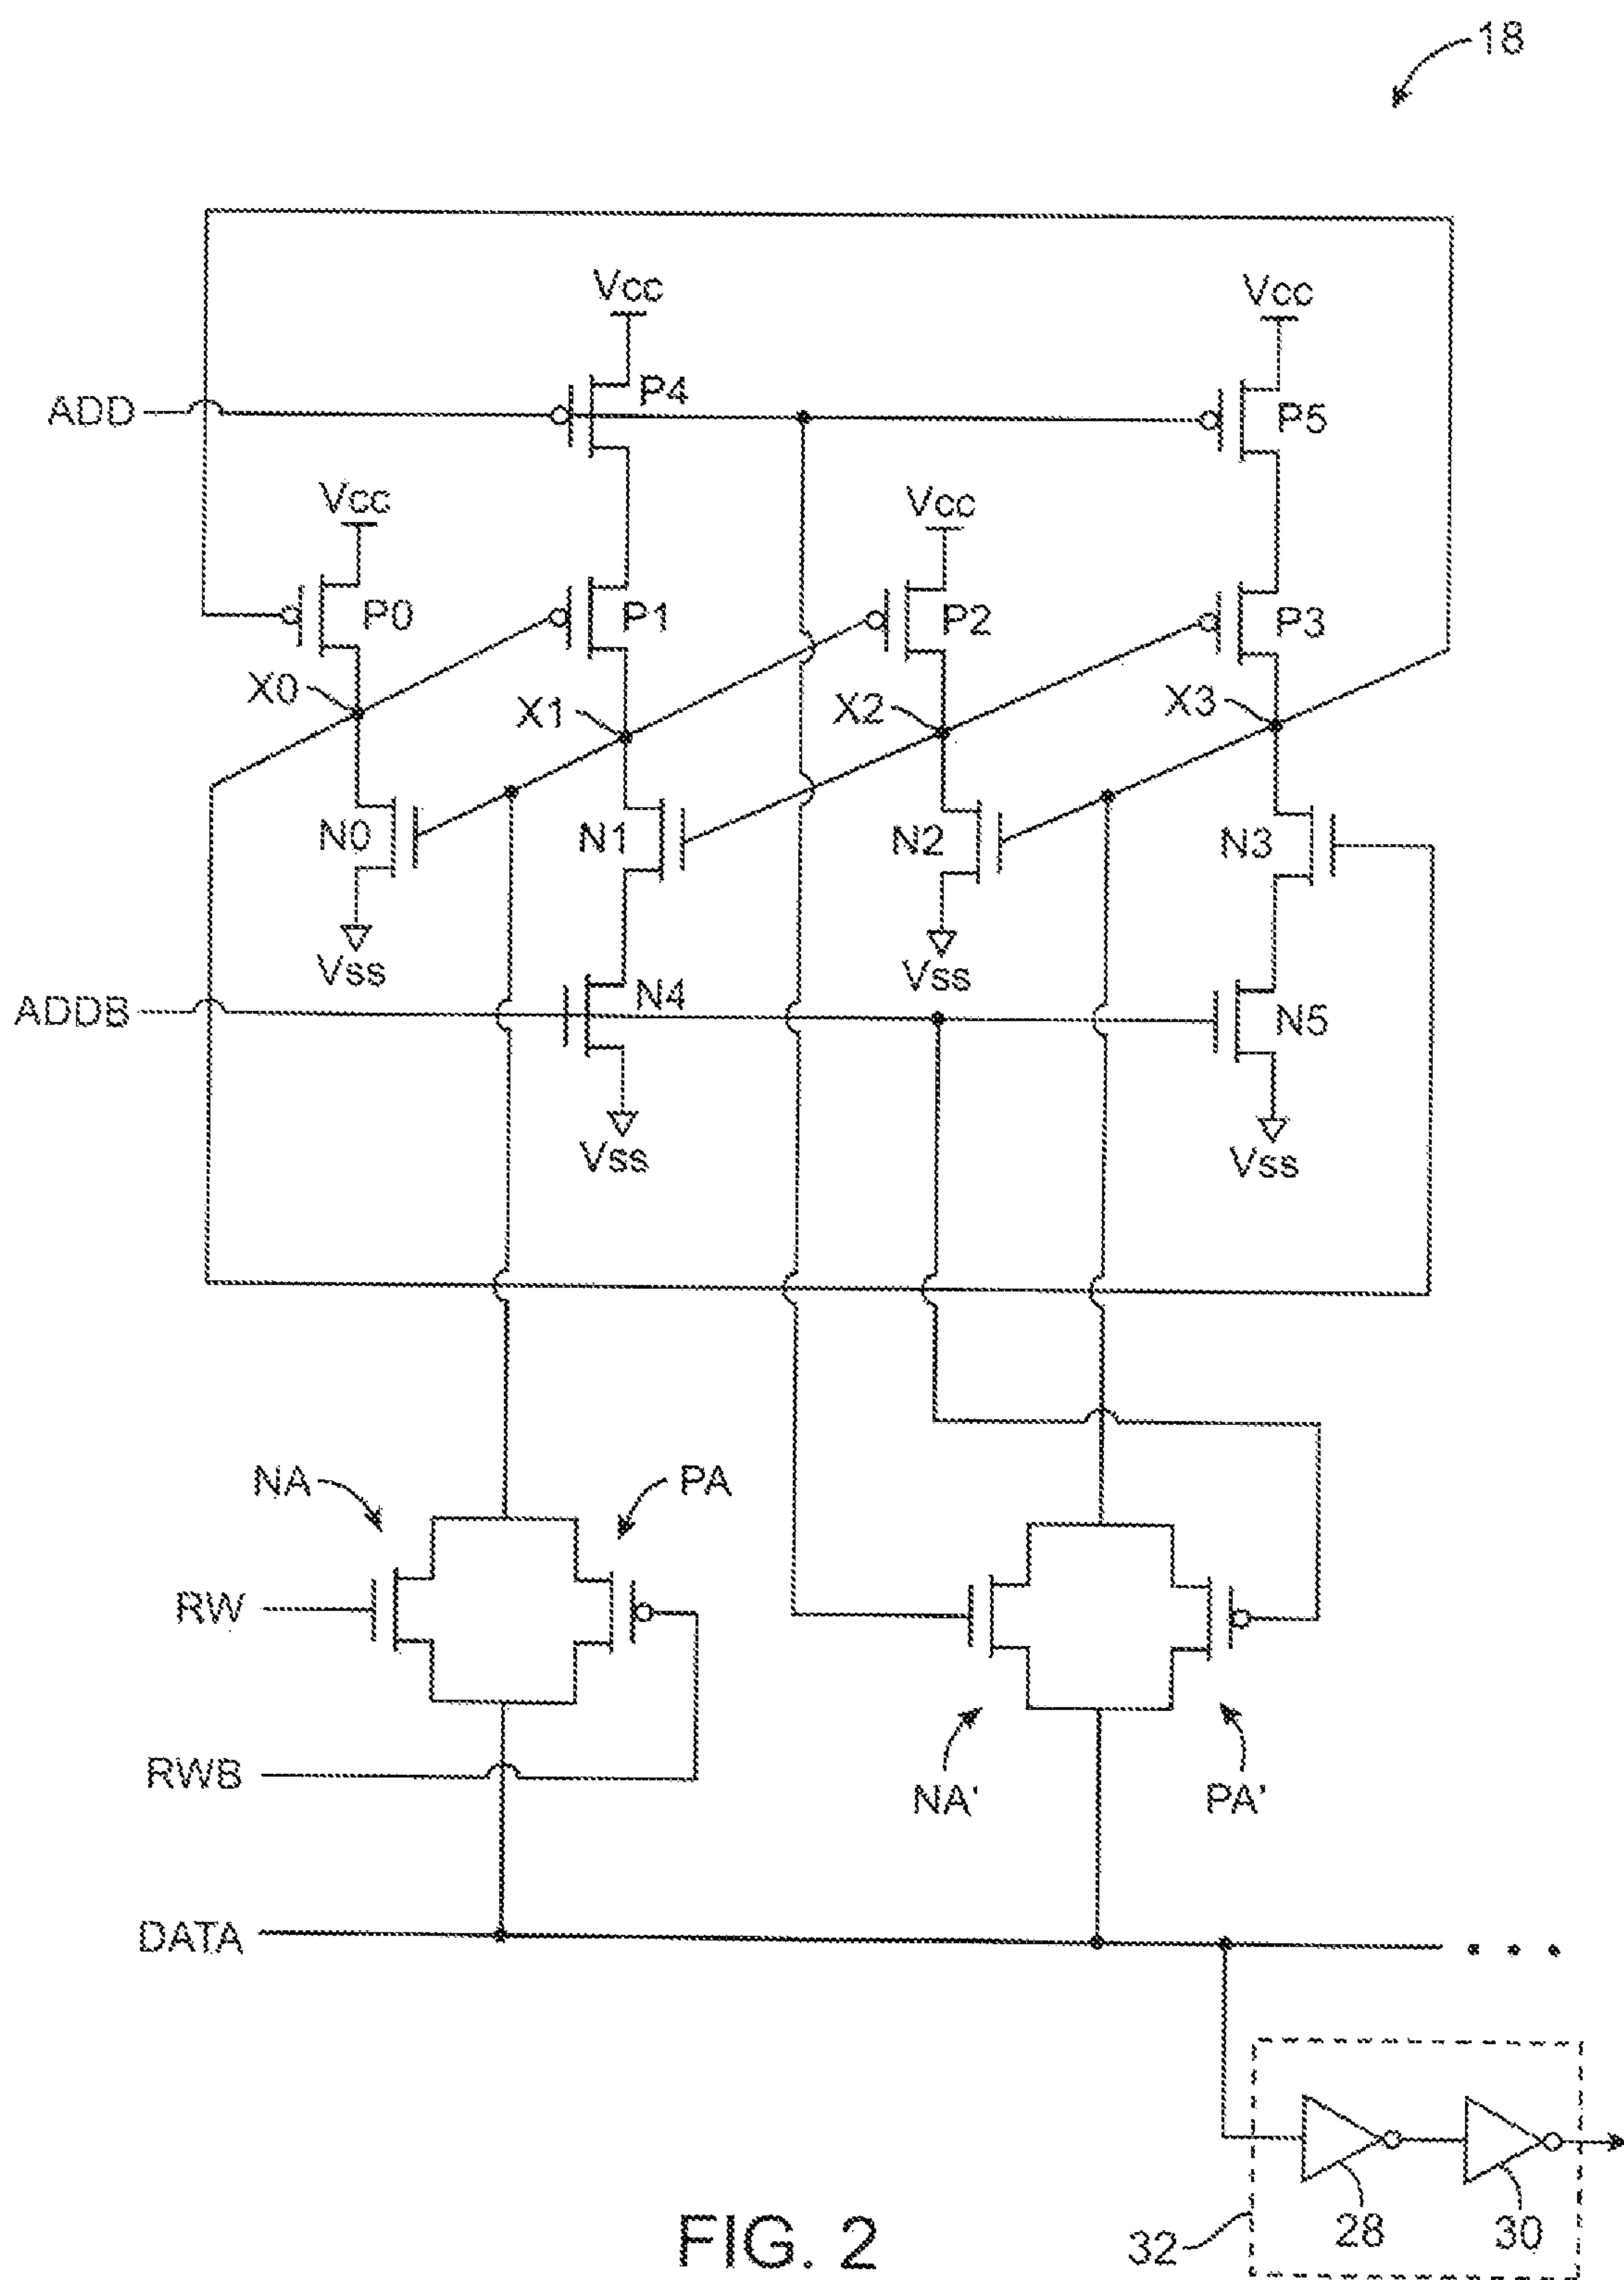 18
Vcc
Vcc
ADD
P4
P5
Vcc
Vcc
P0
P1
P2
P3
X0
X1
X2
X3
N0
N1
N2
N3
Vss
Vss
ADDB
N4
N5
Vss
Vss
NA
PA
RW
RWB
NA'
PA'
DATA
. . .
28
30
32
FIG. 2